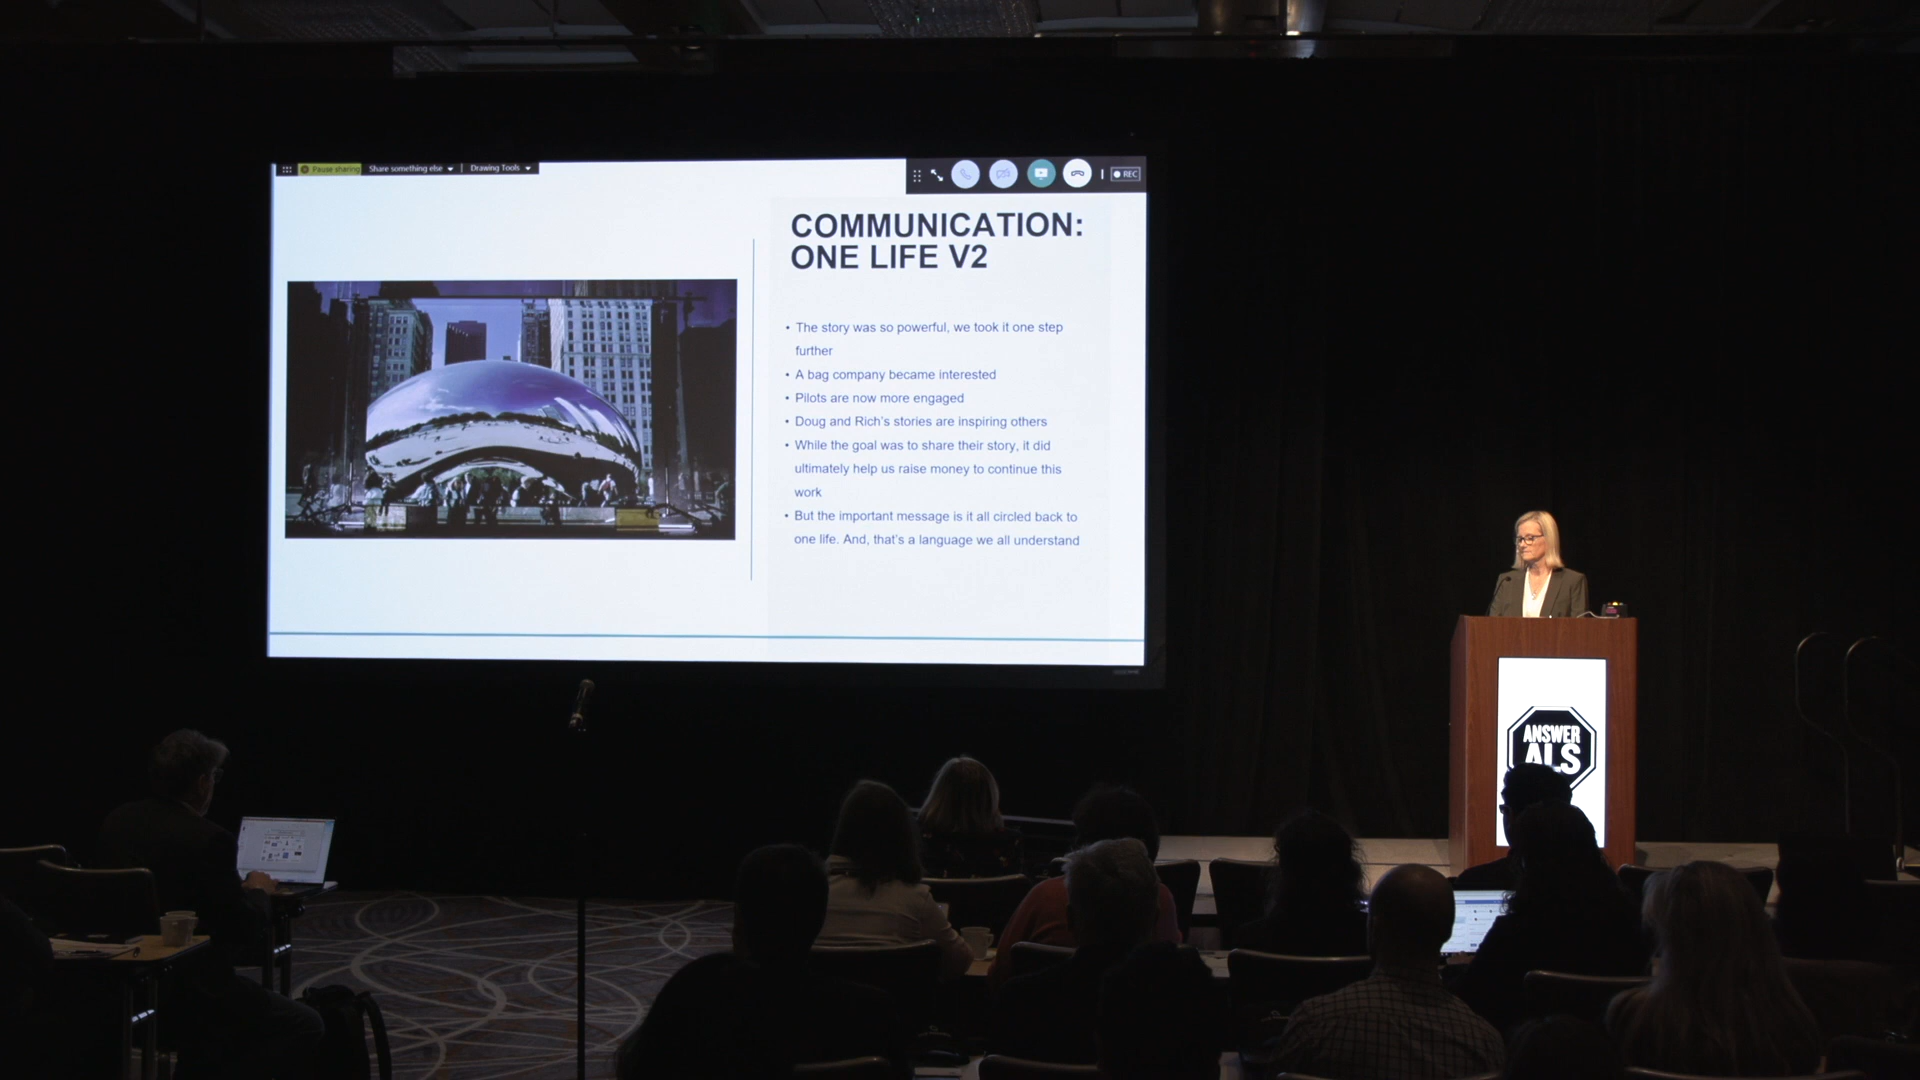 Pause sharing
Share something else
Drawing Tools
REC
COMMUNICATION:
ONE LIFE V2
• The story was so powerful, we took it one step
further
• A bag company became interested
• Pilots are now more engaged
• Doug and Rich's stories are inspiring others
• While the goal was to share their story, it did
ultimately help us raise money to continue this
work
• But the important message is it all circled back to
one life. And, that's a language we all understand
ANSWER
ALS